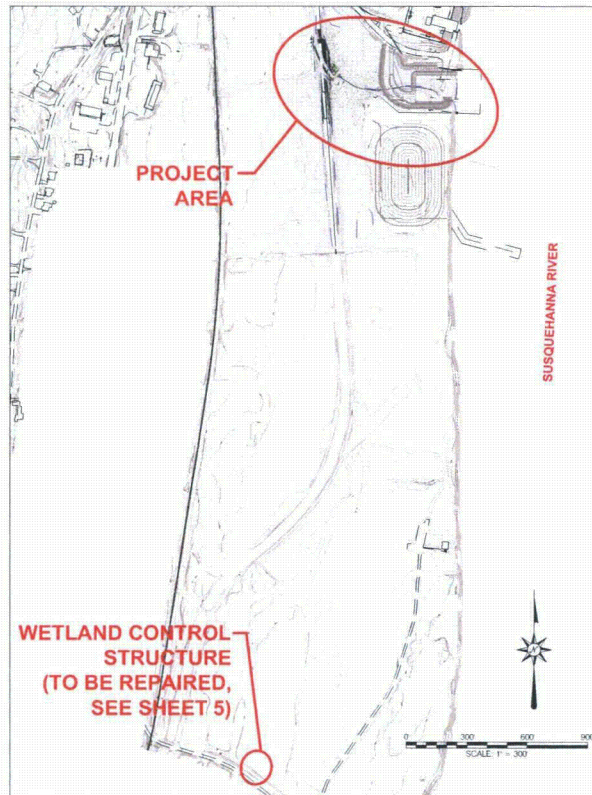 PROJECT
AREA
SUSQUEHANNA RIVER
WETLAND CONTROL
STRUCTURE
(TO BE REPAIRED,
SEE SHEET 5)
N
0 300 600 900
SCALE: 1" = 300'